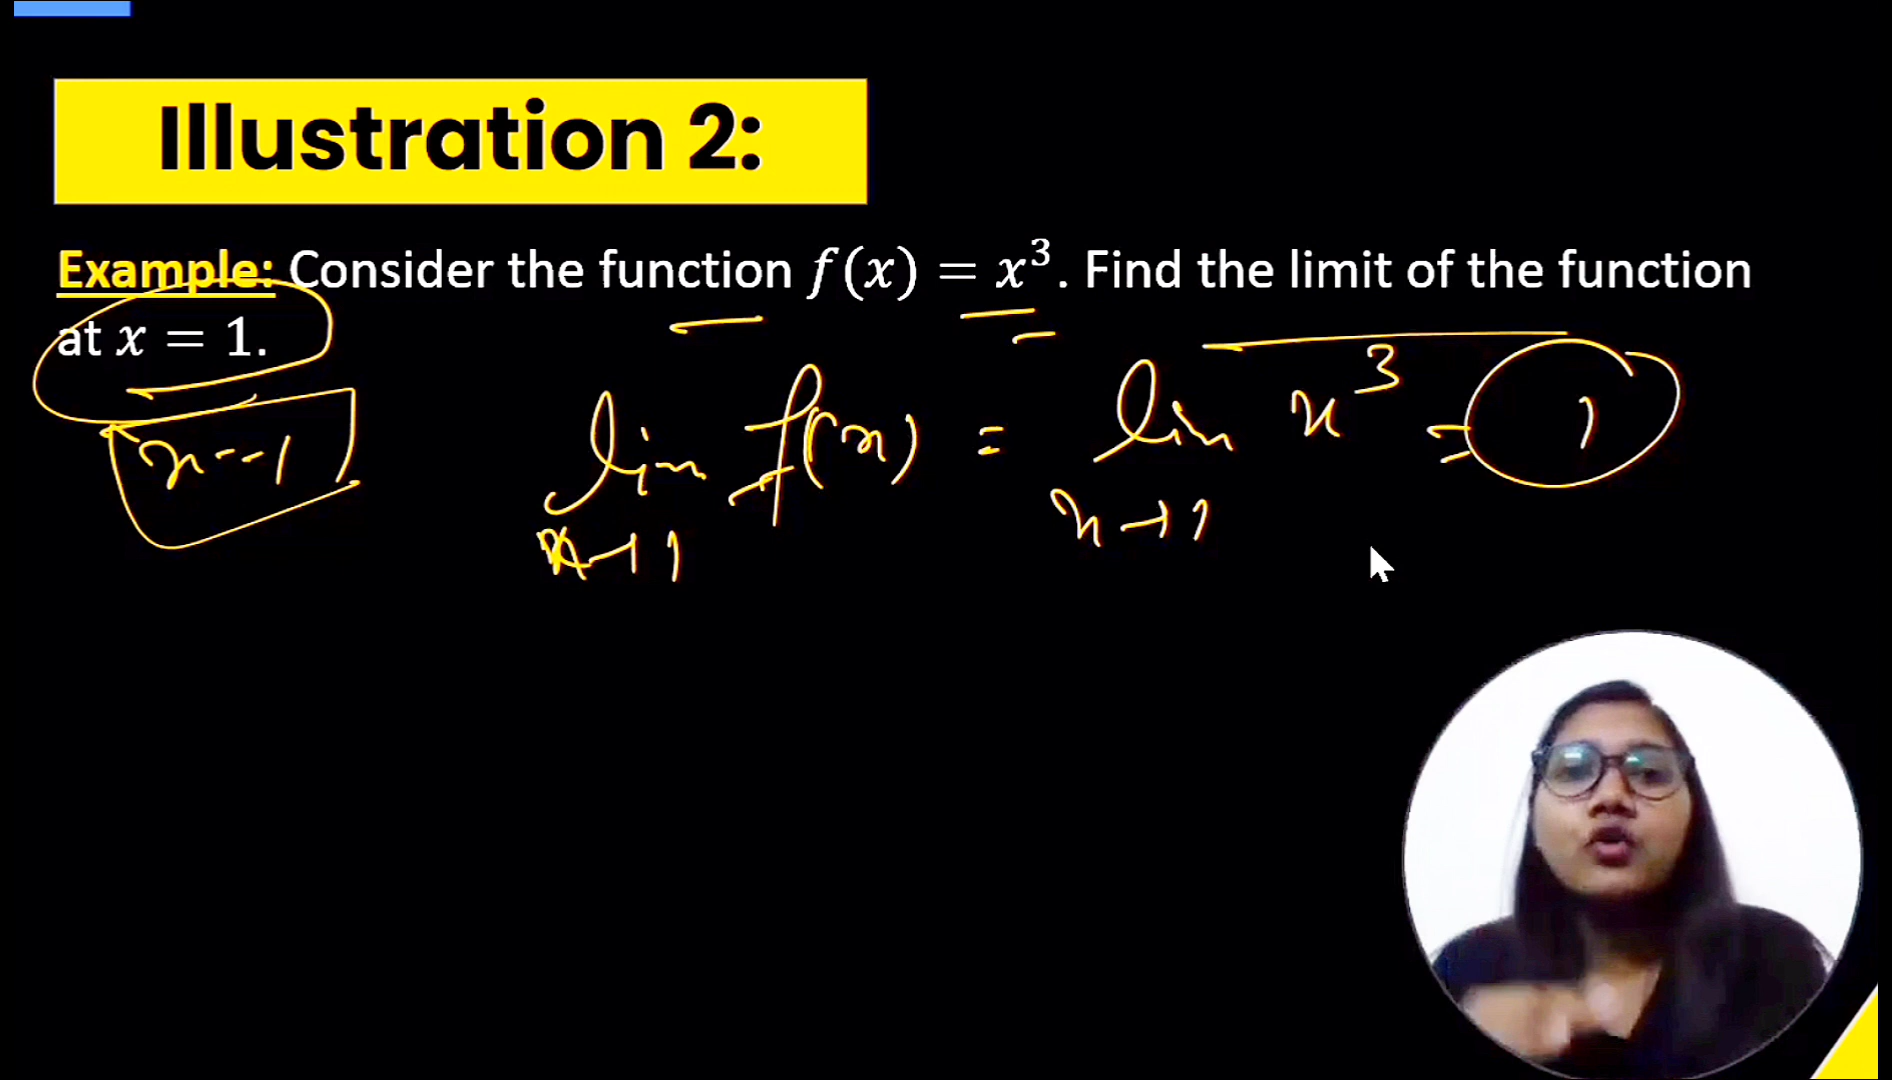 Illustration 2:
Example: Consider the function f(x) = x³. Find the limit of the function
at x = 1.
x=-1
lim f(x) = lim x³ = 1
x→1 x→1